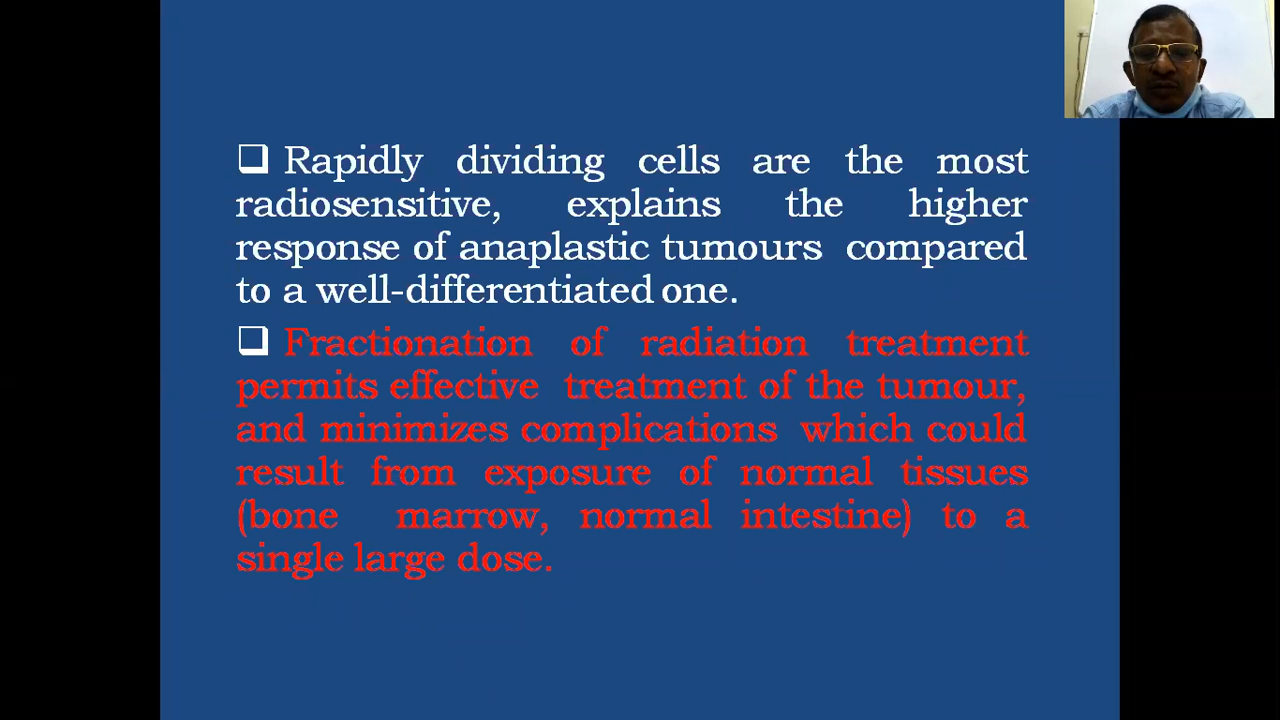 Rapidly dividing cells are the most
radiosensitive, explains the higher
response of anaplastic tumours compared
to a well-differentiated one.
Fractionation of radiation treatment
permits effective treatment of the tumour,
and minimizes complications which could
result from exposure of normal tissues
(bone marrow, normal intestine) to a
single large dose.